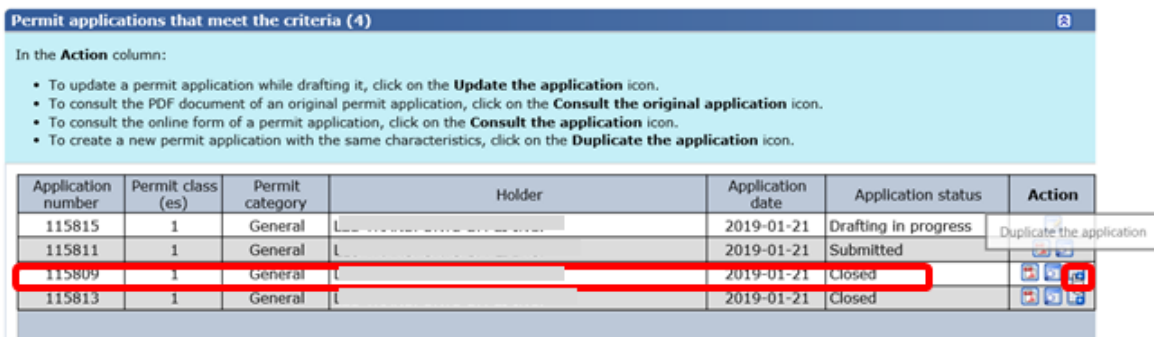 Permit applications that meet the criteria (4)
In the Action column:
• To update a permit application while drafting it, click on the Update the application icon.
• To consult the PDF document of an original permit application, click on the Consult the original application icon.
• To consult the online form of a permit application, click on the Consult the application icon.
• To create a new permit application with the same characteristics, click on the Duplicate the application icon.
Application number Permit class (es) Permit category Holder Application date Application status Action
115815 1 General 2019-01-21 Drafting in progress
Duplicate the application
115811 1 General 2019-01-21 Submitted
115809 1 General 2019-01-21 Closed
115813 1 General 2019-01-21 Closed